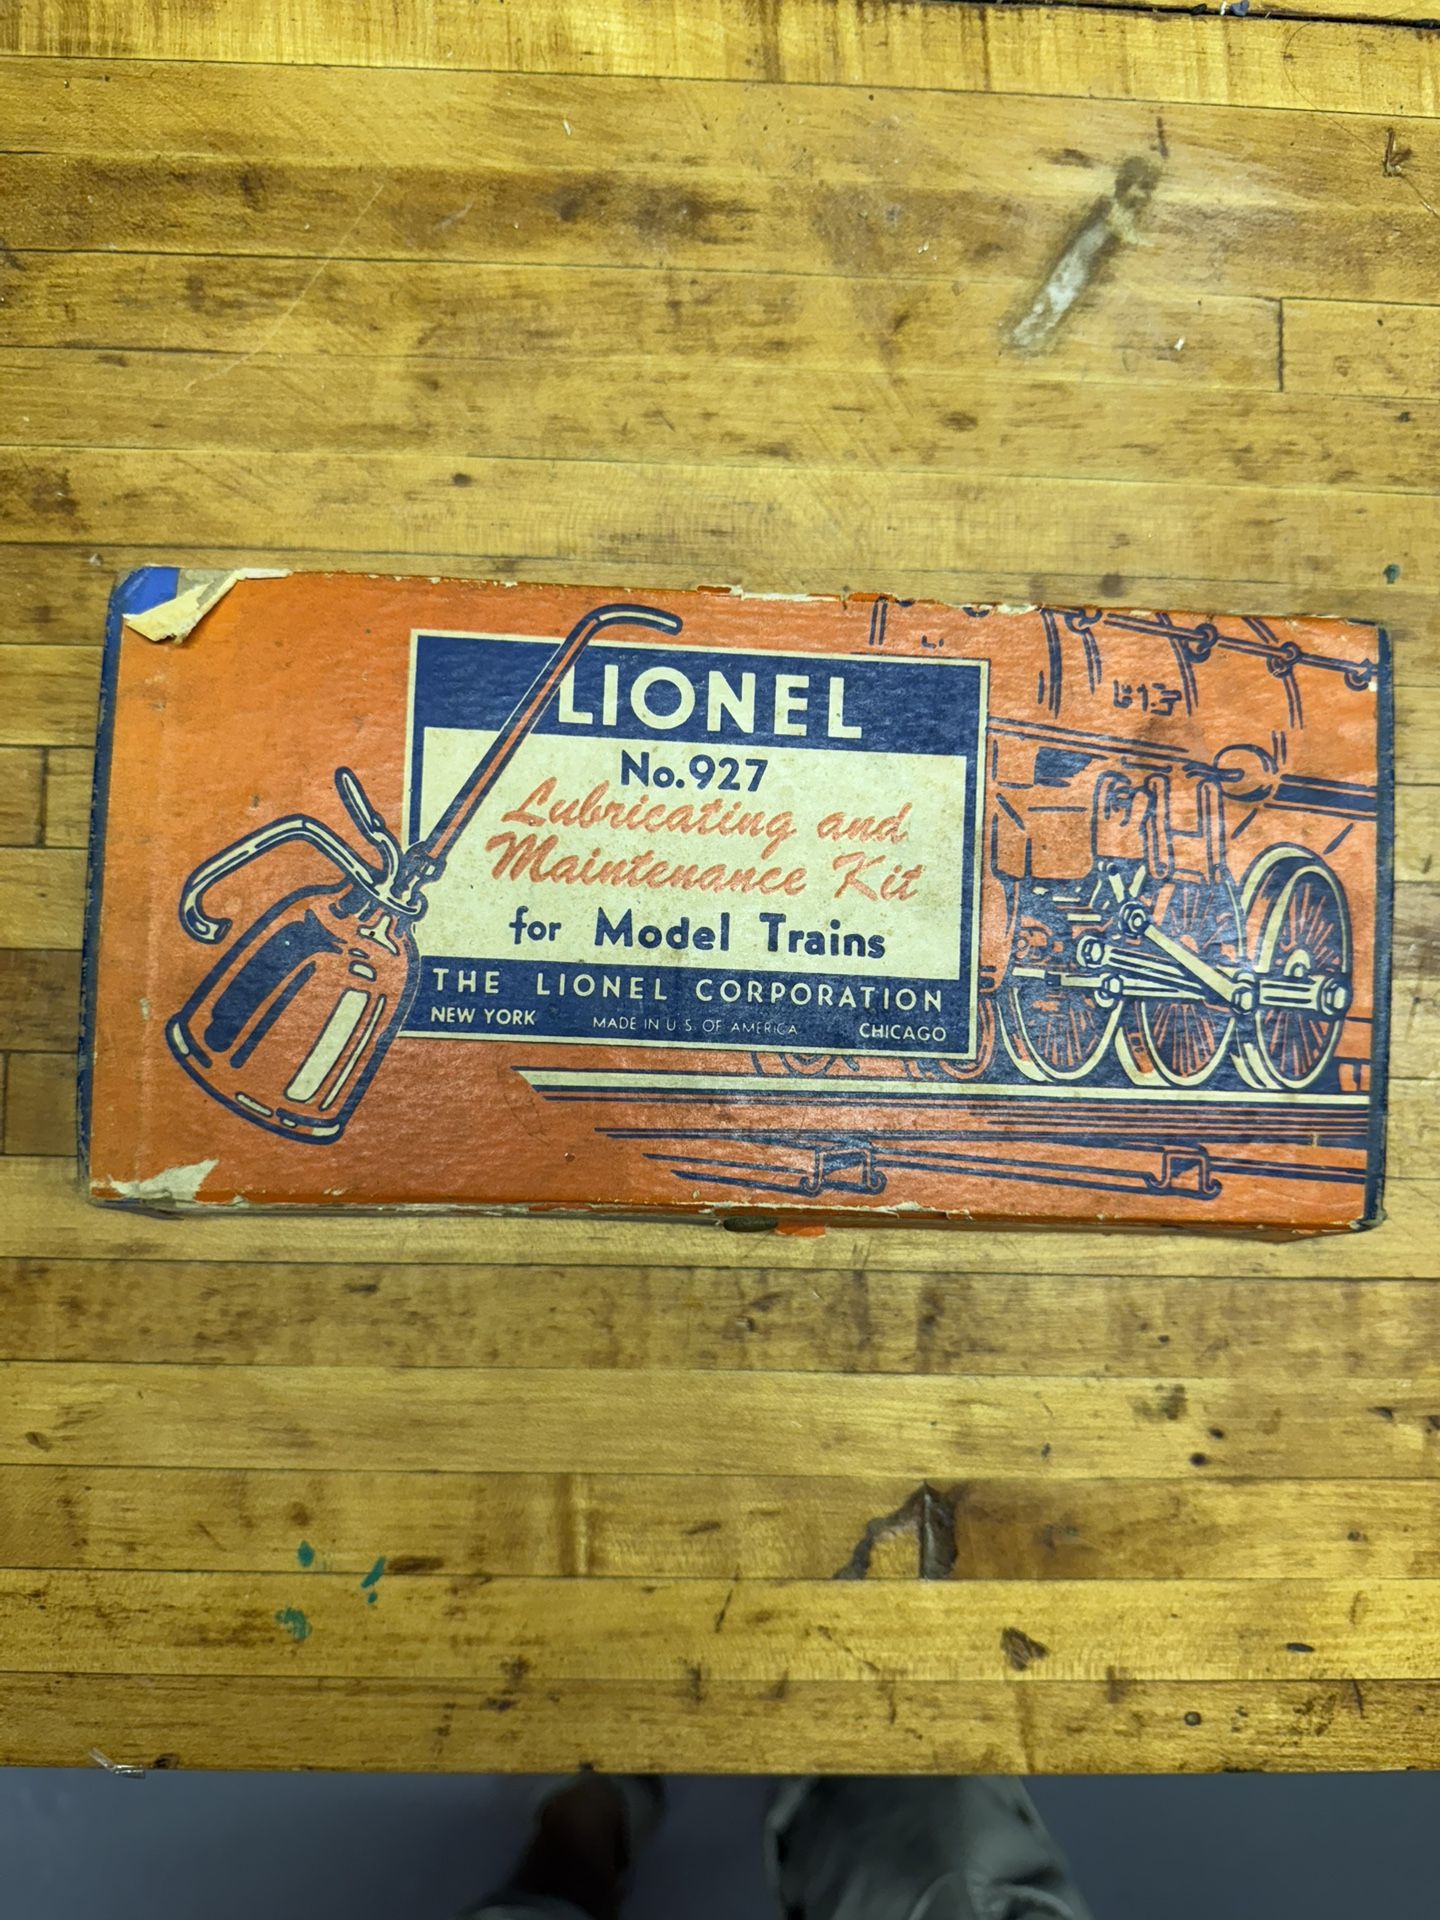 LIONEL
No. 927
Lubricating and
Maintenance Kit
for Model Trains
THE LIONEL CORPORATION
NEW YORK MADE IN U.S. OF AMERICA CHICAGO